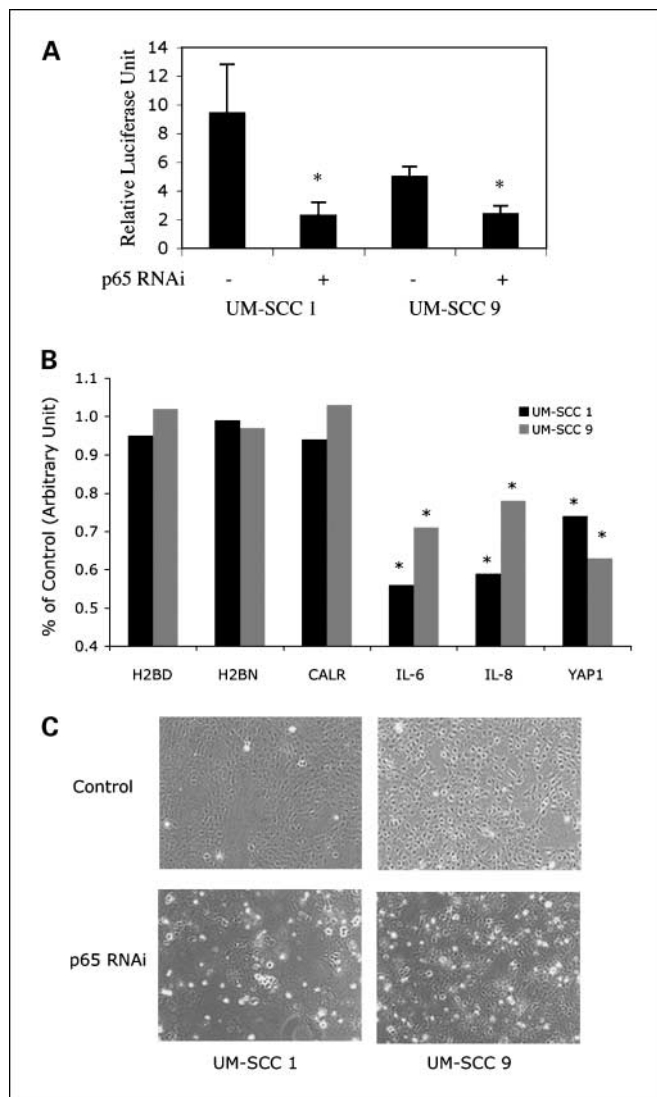 A
Relative Luciferase Unit
14
12
10
8
6
4
2
0
*
*
p65 RNAi - + - +
UM-SCC 1 UM-SCC 9
B
% of Control (Arbitrary Unit)
1.1
1.0
0.9
0.8
0.7
0.6
0.5
0.4
UM-SCC 1
UM-SCC 9
* * * * * *
H2BD H2BN CALR IL-6 IL-8 YAP1
C
Control
p65 RNAi
UM-SCC 1 UM-SCC 9